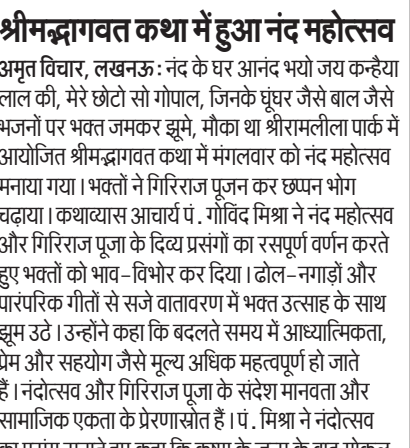 श्रीमद्भागवत कथा में हुआ नंद महोत्सव
अमृत विचार, लखनऊ : नंद के घर आनंद भयो जय कन्हैया
लाल की, मेरे छोटो सो गोपाल, जिनके घूंघर जैसे बाल जैसे
भजनों पर भक्त जमकर झूमे, मौका था श्रीरामलीला पार्क में
आयोजित श्रीमद्भागवत कथा में मंगलवार को नंद महोत्सव
मनाया गया। भक्तों ने गिरिराज पूजन कर छप्पन भोग
चढ़ाया। कथाव्यास आचार्य पं. गोविंद मिश्रा ने नंद महोत्सव
और गिरिराज पूजा के दिव्य प्रसंगों का रसपूर्ण वर्णन करते
हुए भक्तों को भाव-विभोर कर दिया। ढोल-नगाड़ों और
पारंपरिक गीतों से सजे वातावरण में भक्त उत्साह के साथ
झूम उठे। उन्होंने कहा कि बदलते समय में आध्यात्मिकता,
प्रेम और सहयोग जैसे मूल्य अधिक महत्वपूर्ण हो जाते
हैं। नंदोत्सव और गिरिराज पूजा के संदेश मानवता और
सामाजिक एकता के प्रेरणास्रोत हैं। पं. मिश्रा ने नंदोत्सव